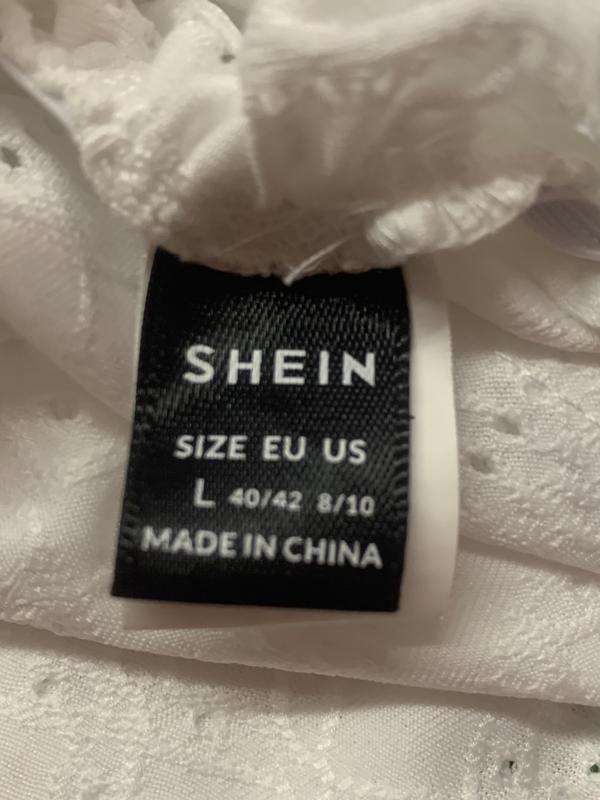 SHEIN
SIZE EU US
L 40/42 8/10
MADE IN CHINA